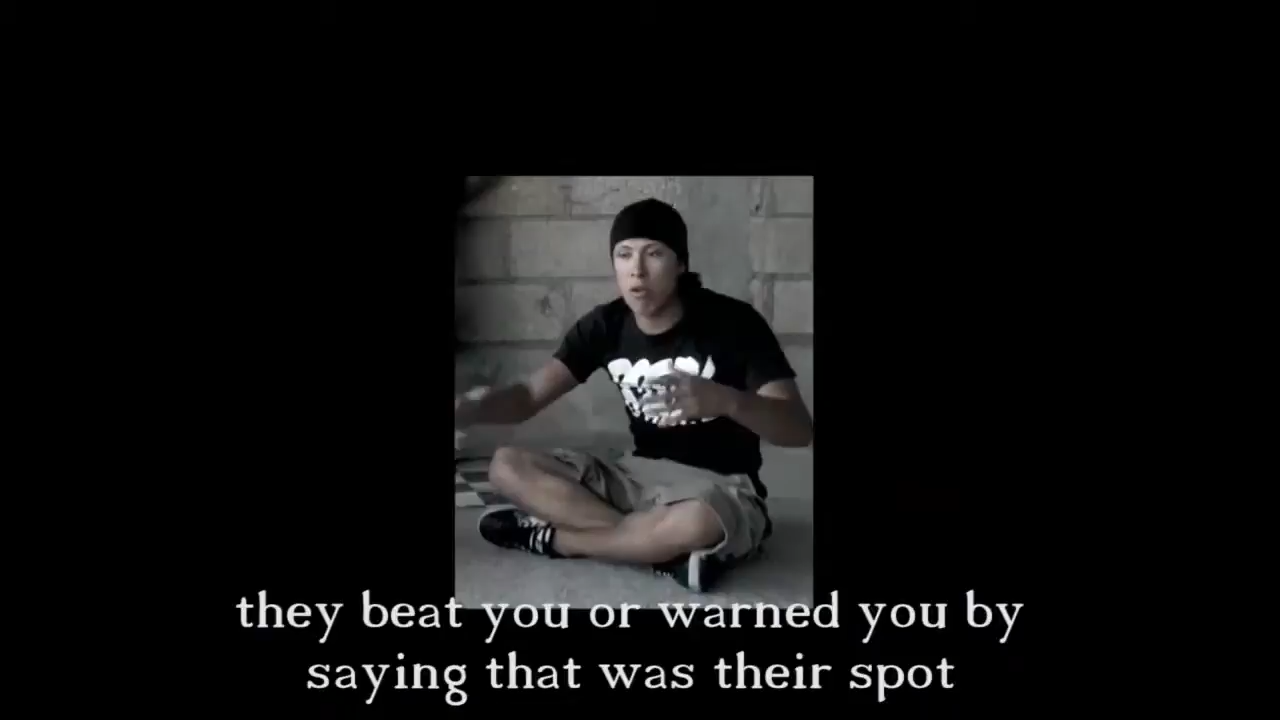 they beat you or warned you by
saying that was their spot